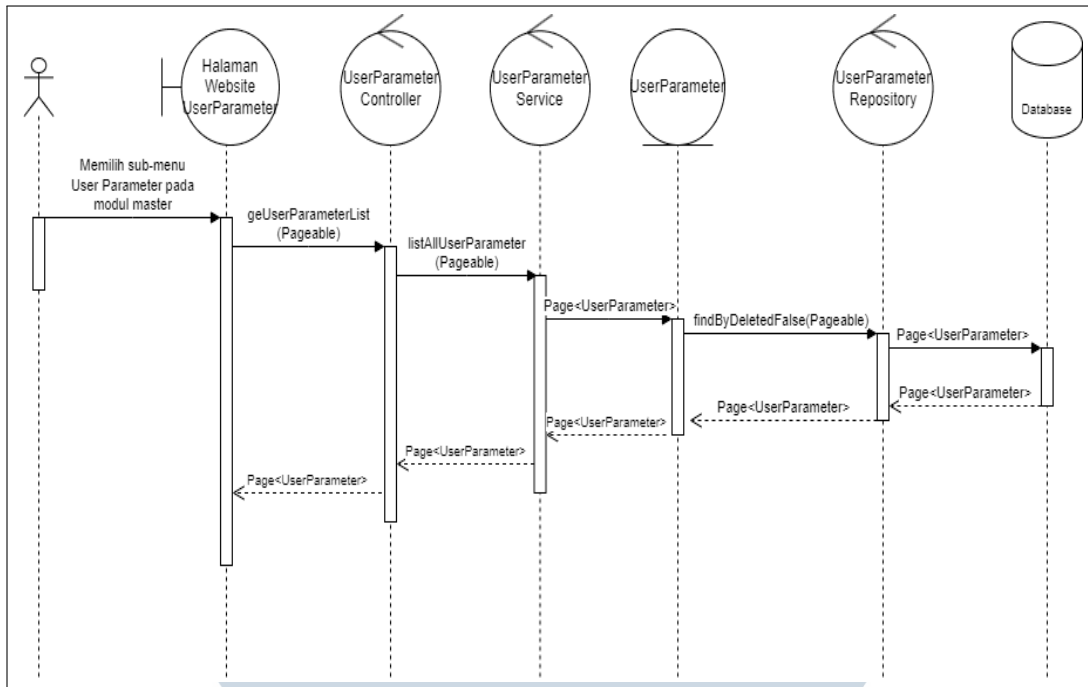 Halaman
Website
UserParameter
UserParameter
Controller
UserParameter
Service
UserParameter
UserParameter
Repository
Database
Memilih sub-menu
User Parameter pada
modul master
geUserParameterList
(Pageable)
listAllUserParameter
(Pageable)
Page<UserParameter>
findByDeletedFalse(Pageable)
Page<UserParameter>
Page<UserParameter>
Page<UserParameter>
Page<UserParameter>
Page<UserParameter>
Page<UserParameter>